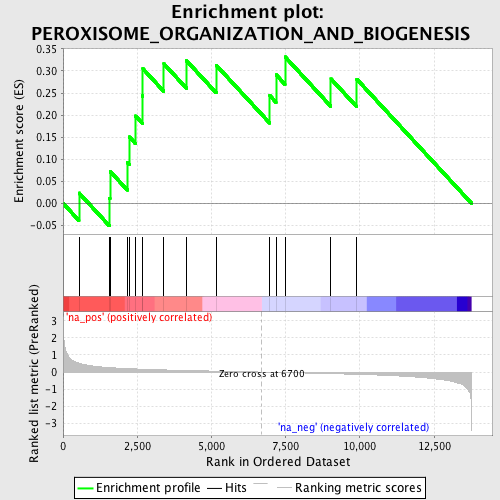 Enrichment plot:
PEROXISOME_ORGANIZATION_AND_BIOGENESIS
Enrichment score (ES)
0.35
0.30
0.25
0.20
0.15
0.10
0.05
0.00
-0.05
'na_pos' (positively correlated)
Ranked list metric (PreRanked)
3
2
1
0
-1
-2
-3
Zero cross at 6700
'na_neg' (negatively correlated)
0
2,500
5,000
7,500
10,000
12,500
Rank in Ordered Dataset
Enrichment profile
Hits
Ranking metric scores